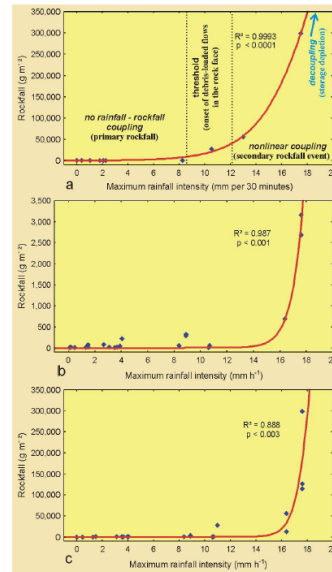 350,000
300,000
250,000
200,000
150,000
100,000
50,000
0
Rockfall (g m⁻²)
R² = 0.9993
p < 0.0001
threshold
(onset of debris-loaded flows
in the rock face)
decoupling
(storage depletion)
no rainfall - rockfall
coupling
(primary rockfall)
nonlinear coupling
(secondary rockfall event)
a
0 2 4 6 8 10 12 14 16 18 20
Maximum rainfall intensity (mm per 30 minutes)
3,500
3,000
2,500
2,000
1,500
1,000
500
0
Rockfall (g m⁻²)
R² = 0.987
p < 0.001
b
0 2 4 6 8 10 12 14 16 18
Maximum rainfall intensity (mm h⁻¹)
350,000
300,000
250,000
200,000
150,000
100,000
50,000
0
Rockfall (g m⁻²)
R² = 0.888
p < 0.003
c
0 2 4 6 8 10 12 14 16 18
Maximum rainfall intensity (mm h⁻¹)